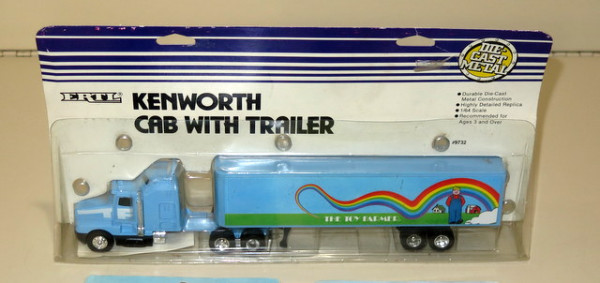 ERTL
KENWORTH
CAB WITH TRAILER
DIE
CAST
METAL
• Durable Die-Cast
Metal Construction
• Highly Detailed Replica
• 1/64 Scale
• Recommended for
Ages 3 and Over
#9732
THE TOY FARMER